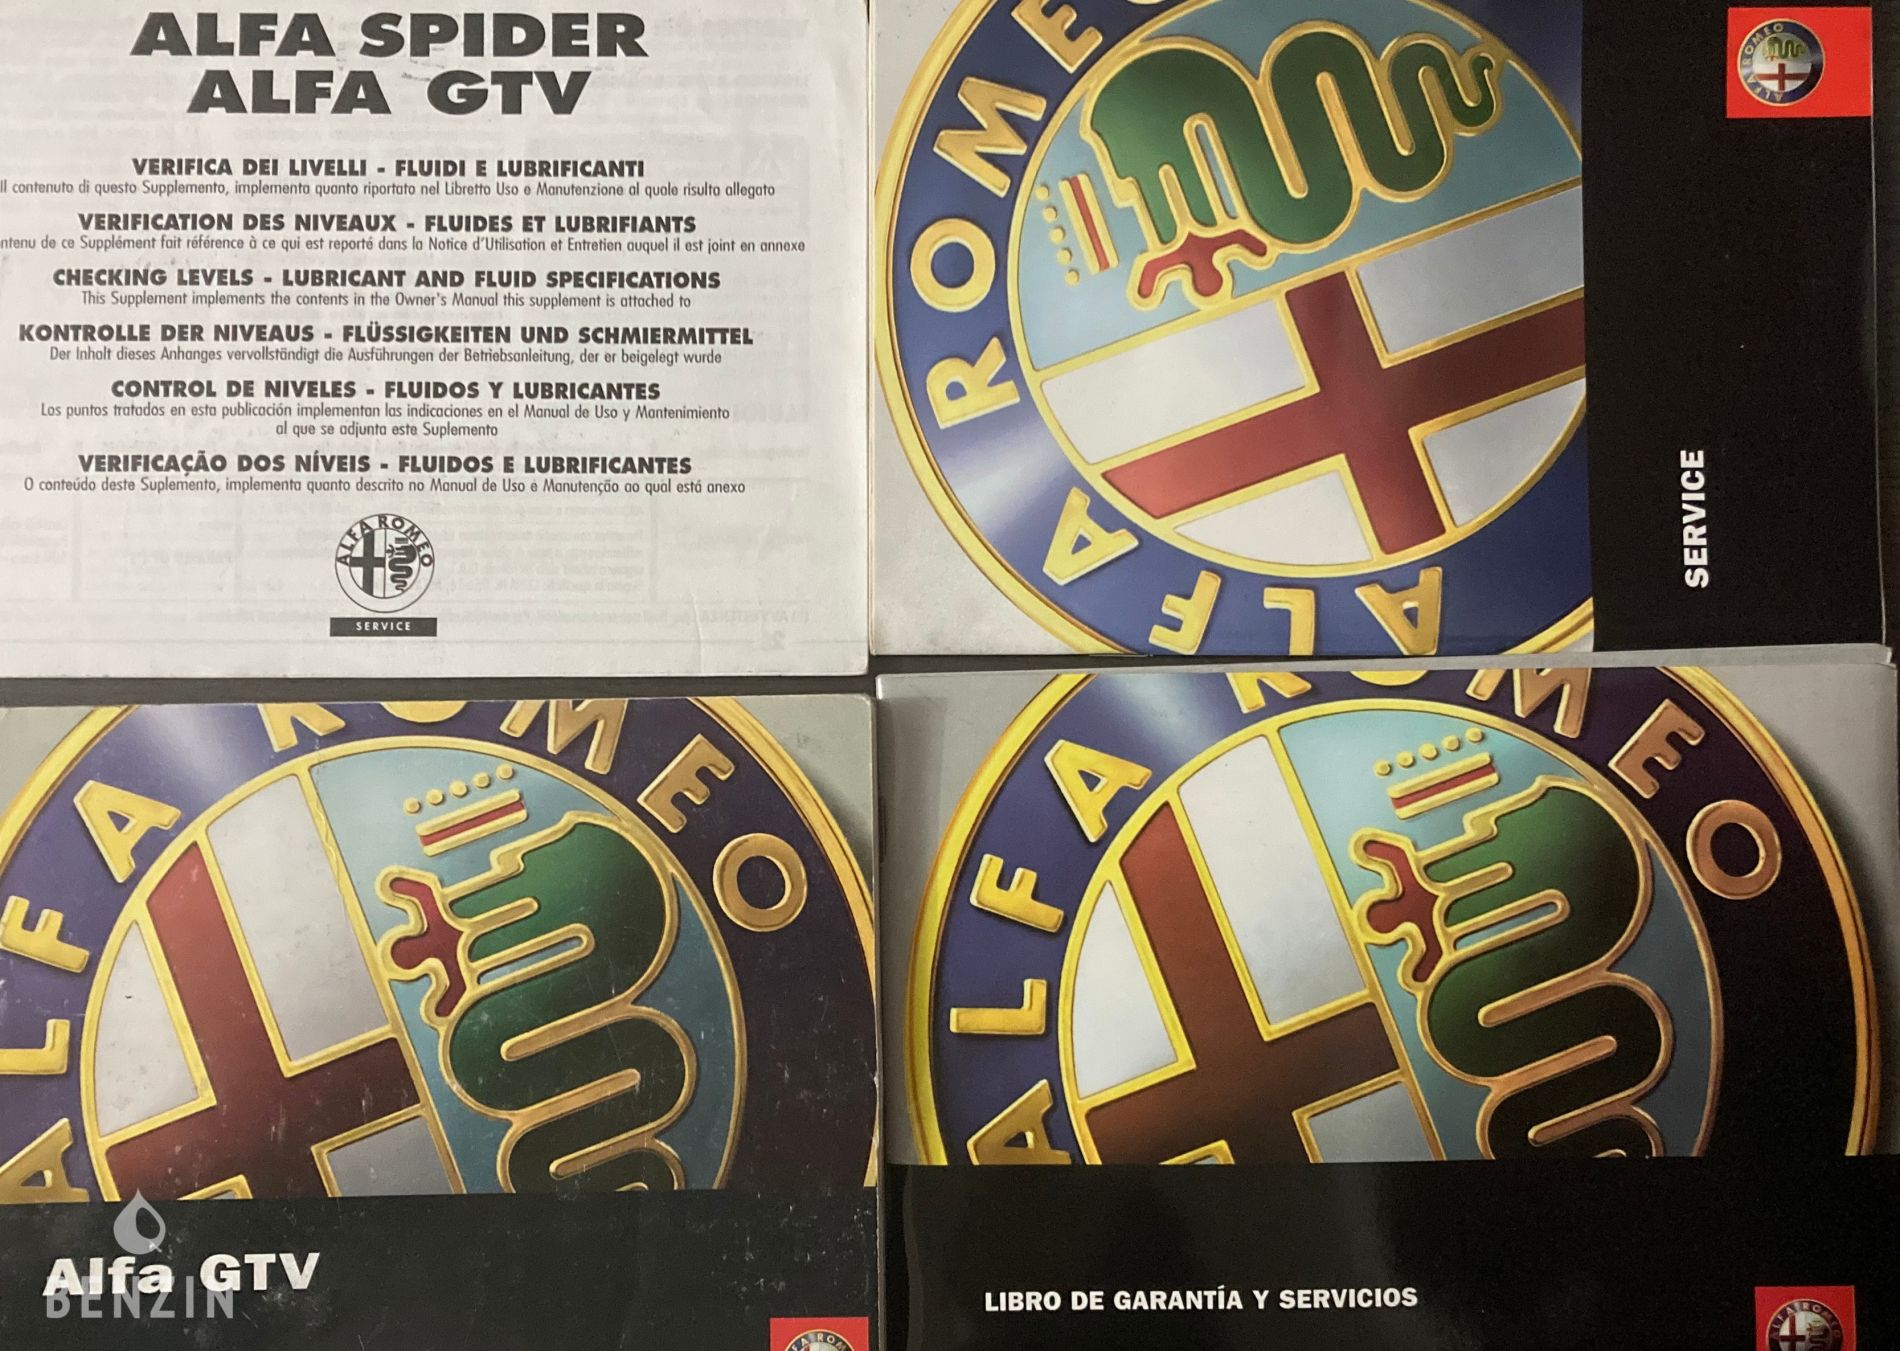 ALFA SPIDER
ALFA GTV
VERIFICA DEI LIVELLI - FLUIDI E LUBRIFICANTI
Il contenuto di questo Supplemento, implementa quanto riportato nel Libretto Uso e Manutenzione al quale risulta allegato
VERIFICATION DES NIVEAUX - FLUIDES ET LUBRIFIANTS
ntenu de ce Supplément fait référence à ce qui est reporté dans la Notice d'Utilisation et Entretien auquel il est joint en annexe
CHECKING LEVELS - LUBRICANT AND FLUID SPECIFICATIONS
This Supplement implements the contents in the Owner's Manual this supplement is attached to
KONTROLLE DER NIVEAUS - FLÜSSIGKEITEN UND SCHMIERMITTEL
Der Inhalt dieses Anhanges vervollständigt die Ausführungen der Betriebsanleitung, der er beigelegt wurde
CONTROL DE NIVELES - FLUIDOS Y LUBRICANTES
Los puntos tratados en esta publicación implementan las indicaciones en el Manual de Uso y Mantenimiento
al que se adjunta este Suplemento
VERIFICAÇÃO DOS NÍVEIS - FLUIDOS E LUBRIFICANTES
O conteúdo deste Suplemento, implementa quanto descrito no Manual de Uso e Manutenção ao qual está anexo
ALFA ROMEO
SERVICE
ALFA ROME
ALFA ROMEO
SERVICE
ALFA ROMEO
Alfa GTV
BENZIN
ALFA ROMEO
ALFA ROMEO
LIBRO DE GARANTÍA Y SERVICIOS
ALFA ROMEO